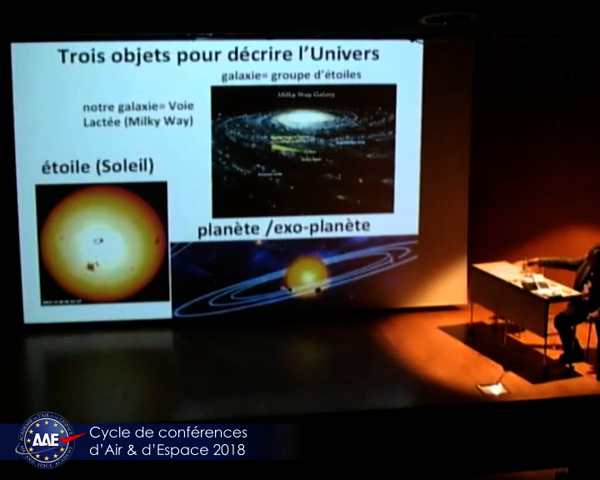 Trois objets pour décrire l'Univers
galaxie= groupe d'étoiles
notre galaxie= Voie
Lactée (Milky Way)
Milky Way Galaxy
étoile (Soleil)
planète /exo-planète
AAE
Cycle de conférences
d'Air & d'Espace 2018